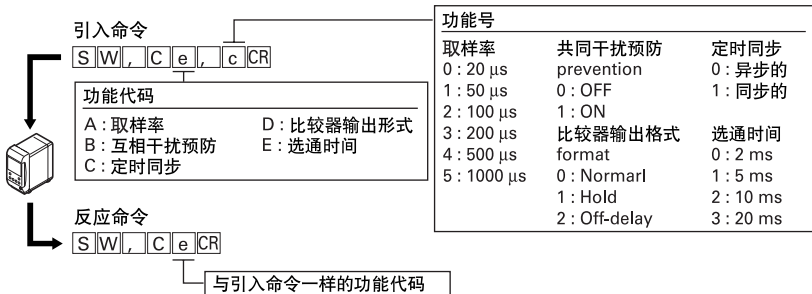 引入命令
SW,Ce,cCR
功能代码
A : 取样率
B : 互相干扰预防
C : 定时同步
D : 比较器输出形式
E : 选通时间
功能号
取样率
0 : 20 μs
1 : 50 μs
2 : 100 μs
3 : 200 μs
4 : 500 μs
5 : 1000 μs
共同干扰预防
prevention
0 : OFF
1 : ON
比较器输出格式
format
0 : Normarl
1 : Hold
2 : Off-delay
定时同步
0 : 异步的
1 : 同步的
选通时间
0 : 2 ms
1 : 5 ms
2 : 10 ms
3 : 20 ms
反应命令
SW,CeCR
与引入命令一样的功能代码